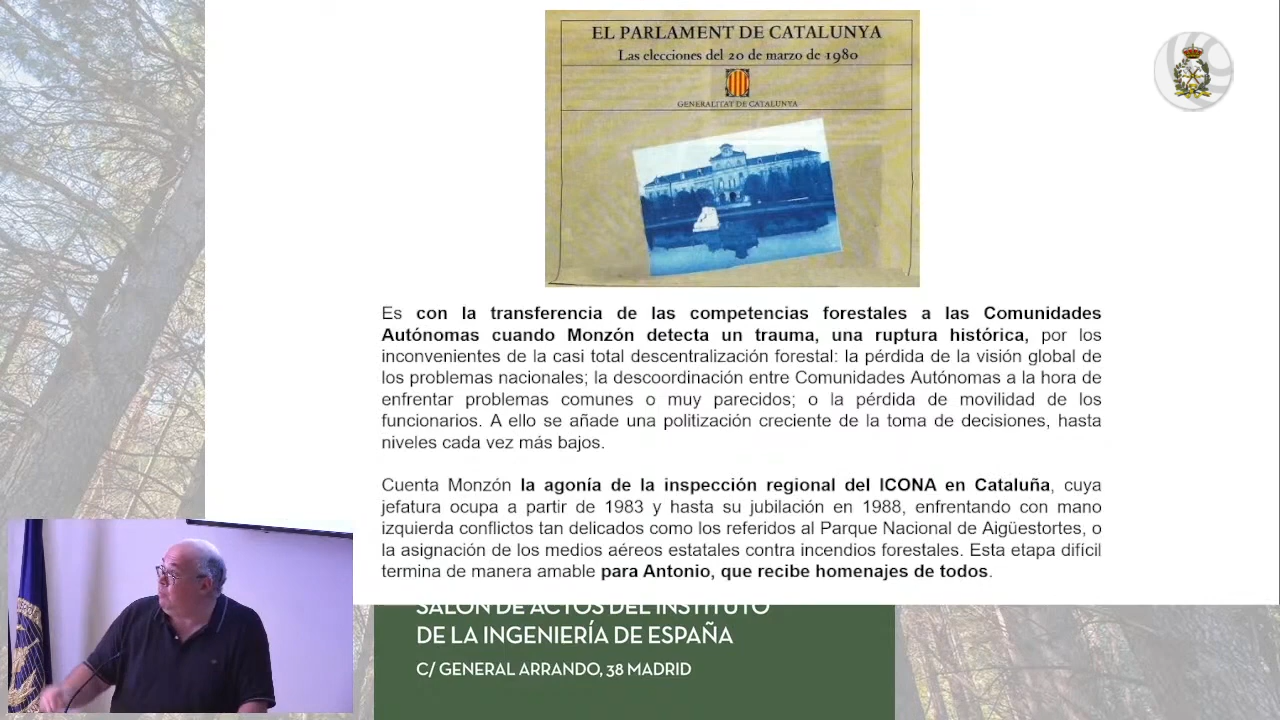 EL PARLAMENT DE CATALUNYA
Las elecciones del 20 de marzo de 1980
GENERALITAT DE CATALUNYA
Es con la transferencia de las competencias forestales a las Comunidades
Autónomas cuando Monzón detecta un trauma, una ruptura histórica, por los
inconvenientes de la casi total descentralización forestal: la pérdida de la visión global de
los problemas nacionales; la descoordinación entre Comunidades Autónomas a la hora de
enfrentar problemas comunes o muy parecidos; o la pérdida de movilidad de los
funcionarios. A ello se añade una politización creciente de la toma de decisiones, hasta
niveles cada vez más bajos.
Cuenta Monzón la agonía de la inspección regional del ICONA en Cataluña, cuya
jefatura ocupa a partir de 1983 y hasta su jubilación en 1988, enfrentando con mano
izquierda conflictos tan delicados como los referidos al Parque Nacional de Aigüestortes, o
la asignación de los medios aéreos estatales contra incendios forestales. Esta etapa difícil
termina de manera amable para Antonio, que recibe homenajes de todos.
SALÓN DE ACTOS DEL INSTITUTO
DE LA INGENIERÍA DE ESPAÑA
C/ GENERAL ARRANDO, 38 MADRID